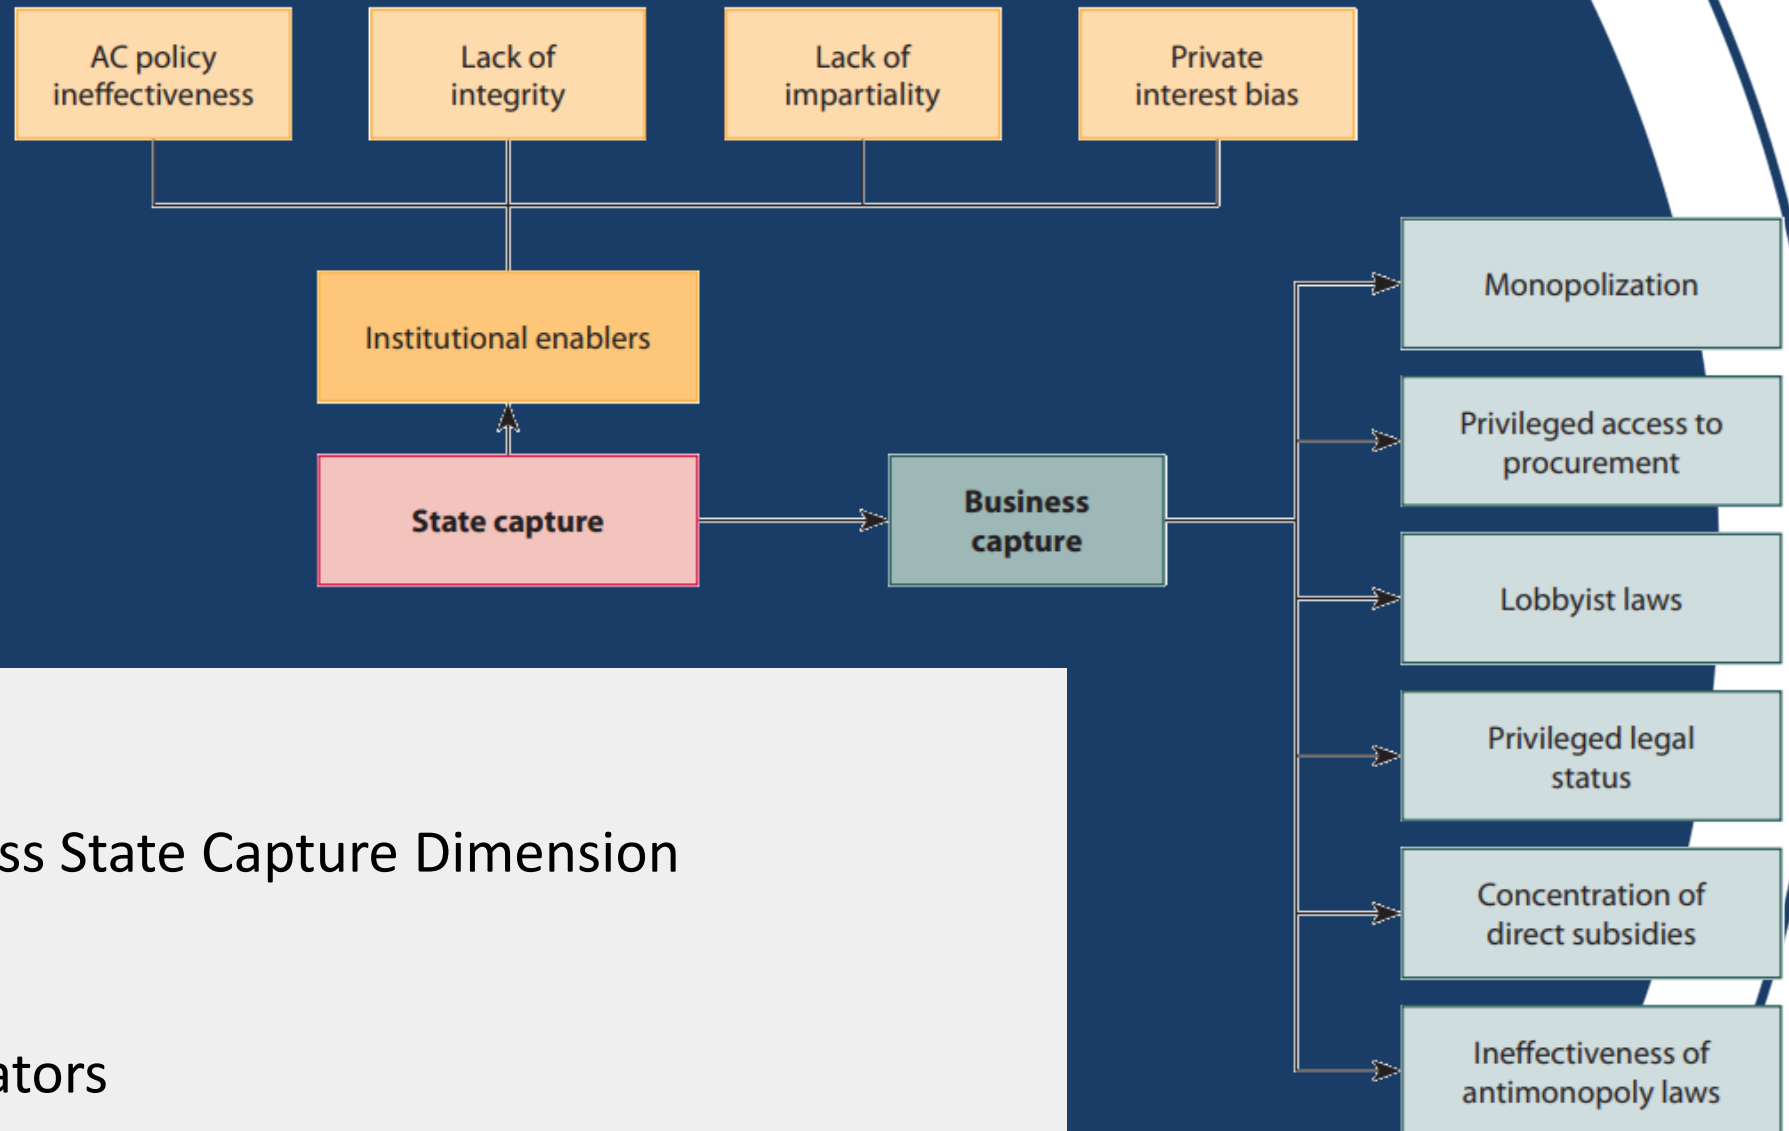 AC policy
ineffectiveness
Lack of
integrity
Lack of
impartiality
Private
interest bias
Institutional enablers
State capture
Business
capture
Monopolization
Privileged access to
procurement
Lobbyist laws
Privileged legal
status
Concentration of
direct subsidies
Ineffectiveness of
antimonopoly laws
State Capture Dimension